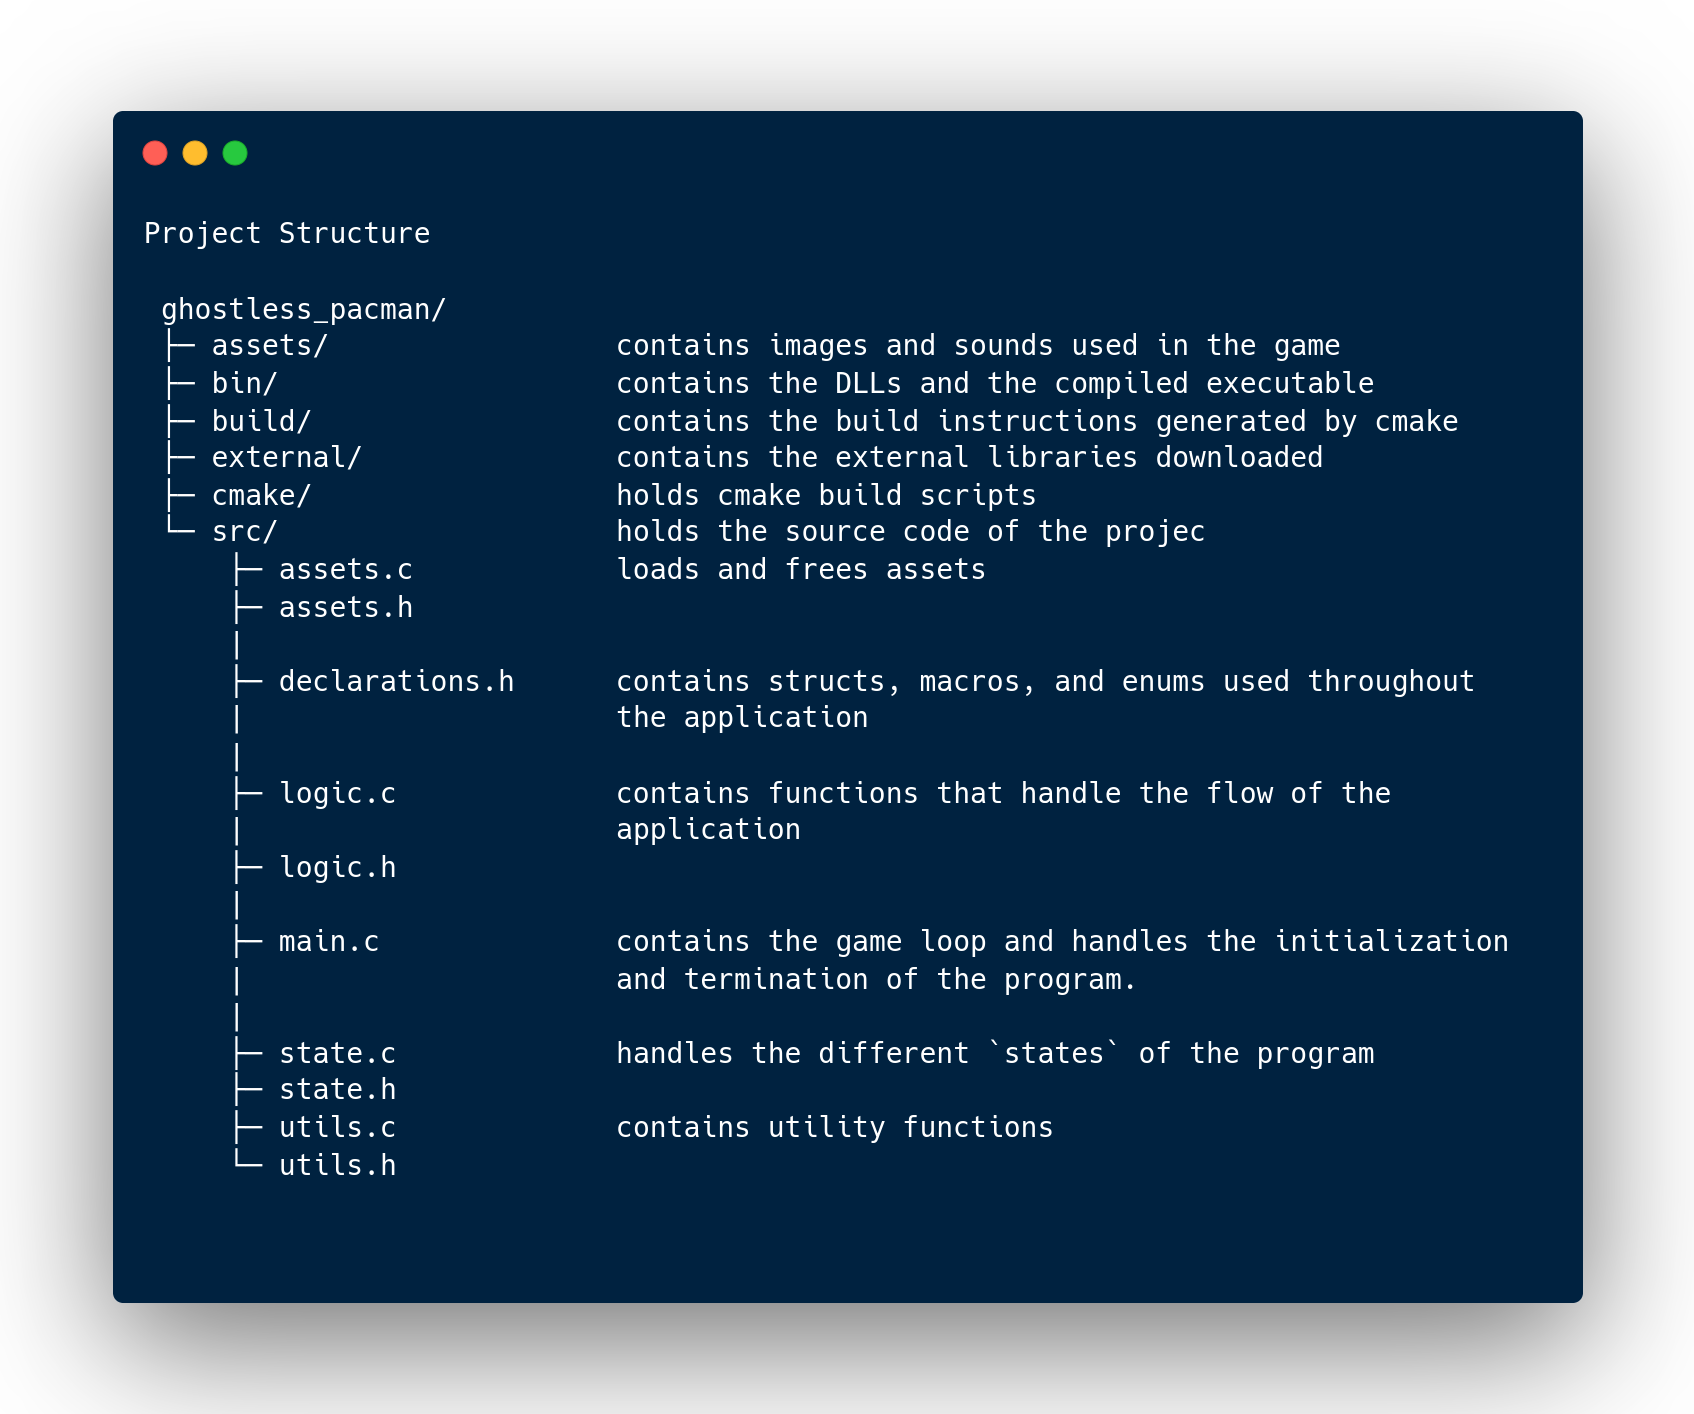 Project Structure
ghostless_pacman/
├─ assets/                 contains images and sounds used in the game
├─ bin/                    contains the DLLs and the compiled executable
├─ build/                  contains the build instructions generated by cmake
├─ external/               contains the external libraries downloaded
├─ cmake/                  holds cmake build scripts
└─ src/                    holds the source code of the projec
    ├─ assets.c            loads and frees assets
    ├─ assets.h
    |
    ├─ declarations.h      contains structs, macros, and enums used throughout
    |                      the application
    |
    ├─ logic.c             contains functions that handle the flow of the
    |                      application
    ├─ logic.h
    |
    ├─ main.c              contains the game loop and handles the initialization
    |                      and termination of the program.
    |
    ├─ state.c             handles the different `states` of the program
    ├─ state.h
    ├─ utils.c             contains utility functions
    └─ utils.h